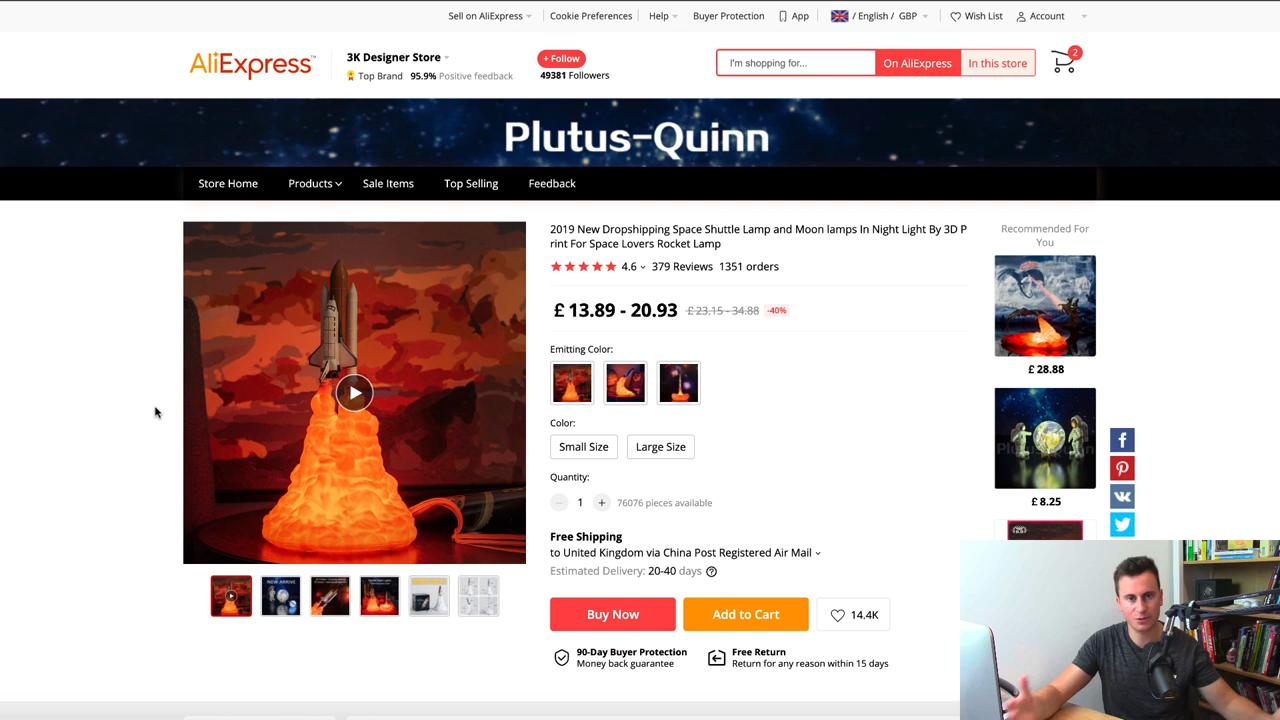 Sell on AliExpress
Cookie Preferences
Help
Buyer Protection
App
/ English / GBP
Wish List
Account
AliExpress™
3K Designer Store
Top Brand 95.9% Positive feedback
+ Follow
49381 Followers
I'm shopping for...
On AliExpress
In this store
2
Plutus-Quinn
Store Home
Products
Sale Items
Top Selling
Feedback
2019 New Dropshipping Space Shuttle Lamp and Moon lamps In Night Light By 3D P
rint For Space Lovers Rocket Lamp
4.6
379 Reviews
1351 orders
£ 13.89 - 20.93
£ 23.15 - 34.88
-40%
Emitting Color:
Color:
Small Size
Large Size
Quantity:
1
76076 pieces available
Free Shipping
to United Kingdom via China Post Registered Air Mail
Estimated Delivery: 20-40 days
Buy Now
Add to Cart
14.4K
90-Day Buyer Protection
Money back guarantee
Free Return
Return for any reason within 15 days
Recommended For
You
£ 28.88
Plutus-Quinn
£ 8.25
NEW ARRIVE